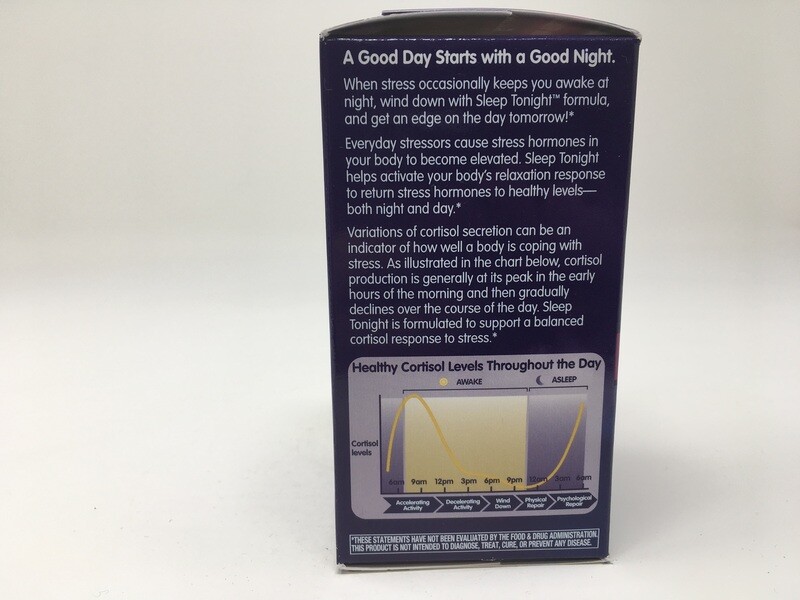 A Good Day Starts with a Good Night.
When stress occasionally keeps you awake at
night, wind down with Sleep Tonight™ formula,
and get an edge on the day tomorrow!*
Everyday stressors cause stress hormones in
your body to become elevated. Sleep Tonight
helps activate your body's relaxation response
to return stress hormones to healthy levels—
both night and day.*
Variations of cortisol secretion can be an
indicator of how well a body is coping with
stress. As illustrated in the chart below, cortisol
production is generally at its peak in the early
hours of the morning and then gradually
declines over the course of the day. Sleep
Tonight is formulated to support a balanced
cortisol response to stress.*
Healthy Cortisol Levels Throughout the Day
AWAKE ASLEEP
Cortisol
levels
6am 9am 12pm 3pm 6pm 9pm 12am 3am 6am
Accelerating Activity Decelerating Activity Wind Down Physical Repair Psychological Repair
*THESE STATEMENTS HAVE NOT BEEN EVALUATED BY THE FOOD & DRUG ADMINISTRATION.
THIS PRODUCT IS NOT INTENDED TO DIAGNOSE, TREAT, CURE, OR PREVENT ANY DISEASE.